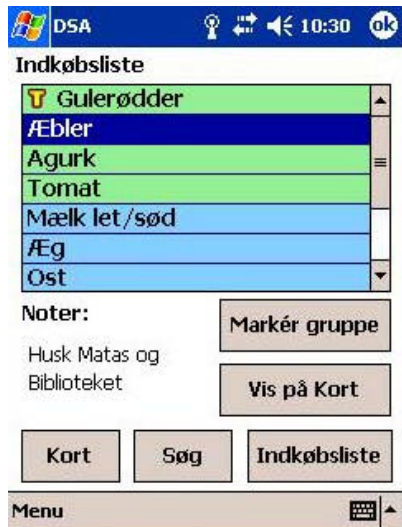 DSA 10:30 ok
Indkøbsliste
Gulerødder
Æbler
Agurk
Tomat
Mælk let/sød
Æg
Ost
Noter:
Husk Matas og
Biblioteket
Markér gruppe
Vis på Kort
Kort Søg Indkøbsliste
Menu